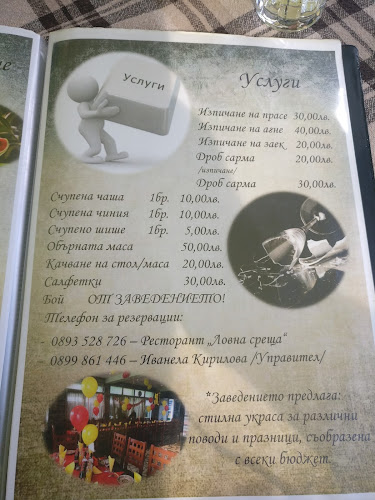 Услуги
Услуги
Изпичане на прасе 30,00лв.
Изпичане на агне 40,00лв.
Изпичане на заек 20,00лв.
Дроб сарма 20,00лв.
/изпичане/
Дроб сарма 30,00лв.
Счупена чаша 1бр. 10,00лв.
Счупена чиния 1бр. 10,00лв.
Счупено шише 1бр. 5,00лв.
Обърната маса 50,00лв.
Качване на стол/маса 20,00лв.
Салфетки 30,00лв.
Бой ОТ ЗАВЕДЕНИЕТО!
Телефон за резервации:
- 0893 528 726 – Ресторант „Ловна среща“
- 0899 861 446 – Иванела Кирилова /Управител/
*Заведението предлага:
стилна украса за различни
поводи и празници, съобразена
с всеки бюджет.